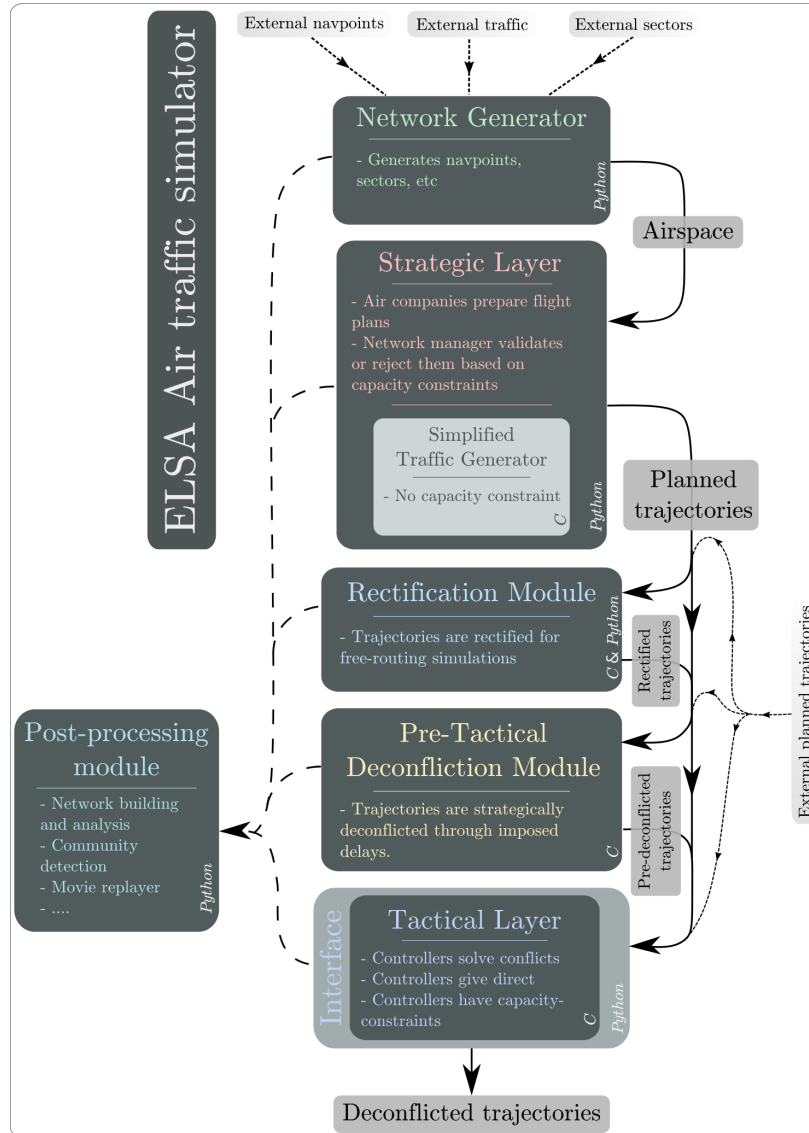 ELSA Air traffic simulator
External navpoints
External traffic
External sectors
Network Generator
- Generates navpoints,
sectors, etc
Python
Airspace
Strategic Layer
- Air companies prepare flight
plans
- Network manager validates
or reject them based on
capacity constraints
Simplified
Traffic Generator
- No capacity constraint
C
Python
Planned
trajectories
Rectification Module
- Trajectories are rectified for
free-routing simulations
C & Python
Rectified
trajectories
External planned trajectories
Post-processing
module
- Network building
and analysis
- Community
detection
- Movie replayer
- ....
Python
Pre-Tactical
Deconfliction Module
- Trajectories are strategically
deconflicted through imposed
delays.
C
Pre-deconflicted
trajectories
Interface
Tactical Layer
- Controllers solve conflicts
- Controllers give direct
- Controllers have capacity-
constraints
C
Python
Deconflicted trajectories